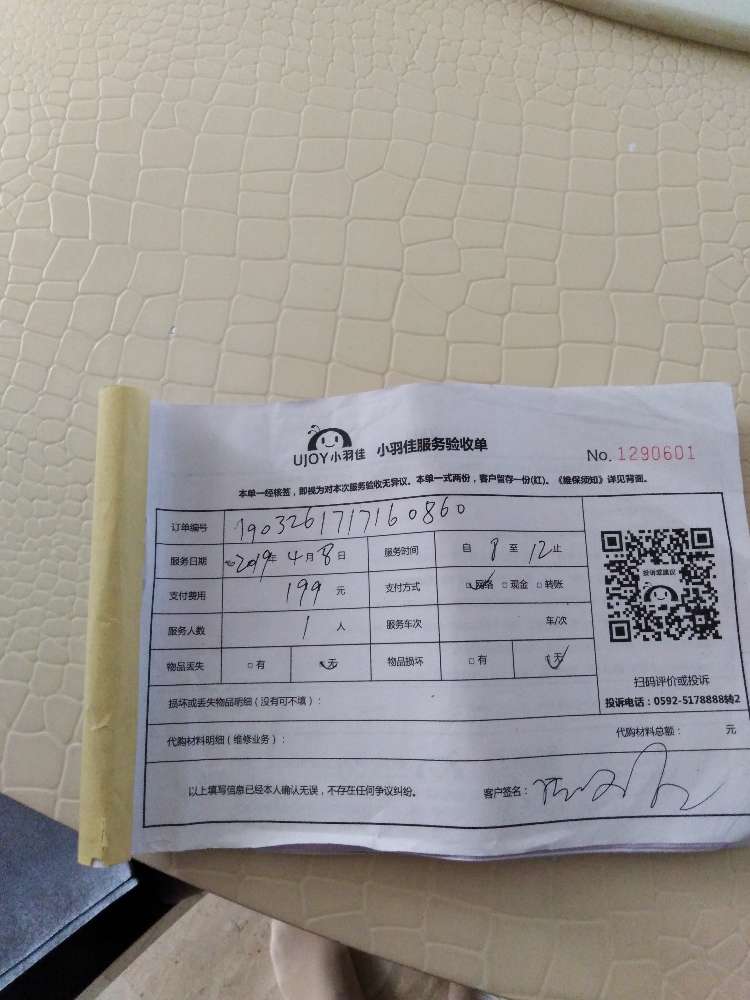 UJOY小羽佳 小羽佳服务验收单 No. 1290601
本单一经核签，即视为对本次服务验收无异议。本单一式两份，客户留存一份(红)。《维保须知》详见背面。
订单编号 1903261717160860
服务日期 2019年4月8日 服务时间 自 8 至 12止
支付费用 199 元 支付方式 □网络 □现金 □转账
服务人数 1 人 服务车次 车/次
物品丢失 □有 □无 物品损坏 □有 □无
投诉或建议
扫码评价或投诉
投诉电话：0592-5178888转2
损坏或丢失物品明细（没有可不填）：
代购材料明细（维修业务）： 代购材料总额： 元
以上填写信息已经本人确认无误，不存在任何争议纠纷。 客户签名：